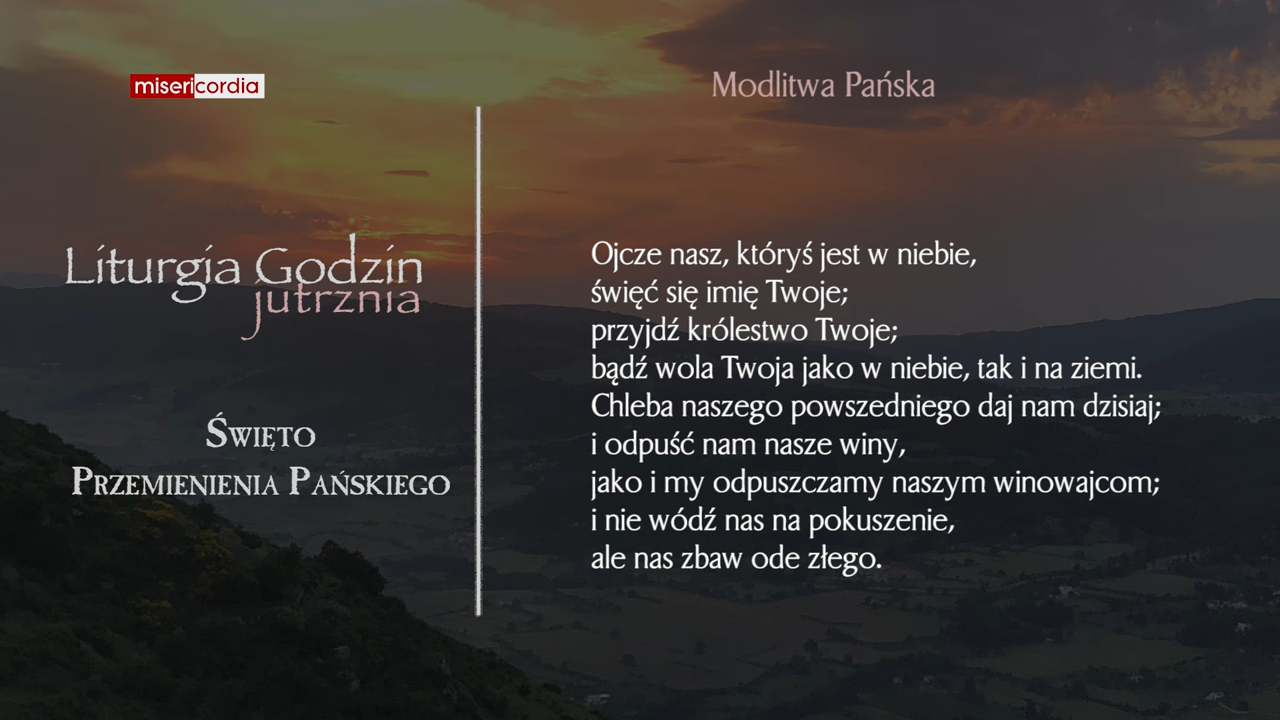 misericordia
Liturgia Godzin
jutrznia
Święto
Przemienienia Pańskiego
Modlitwa Pańska
Ojcze nasz, któryś jest w niebie,
święć się imię Twoje;
przyjdź królestwo Twoje;
bądź wola Twoja jako w niebie, tak i na ziemi.
Chleba naszego powszedniego daj nam dzisiaj;
i odpuść nam nasze winy,
jako i my odpuszczamy naszym winowajcom;
i nie wódź nas na pokuszenie,
ale nas zbaw ode złego.